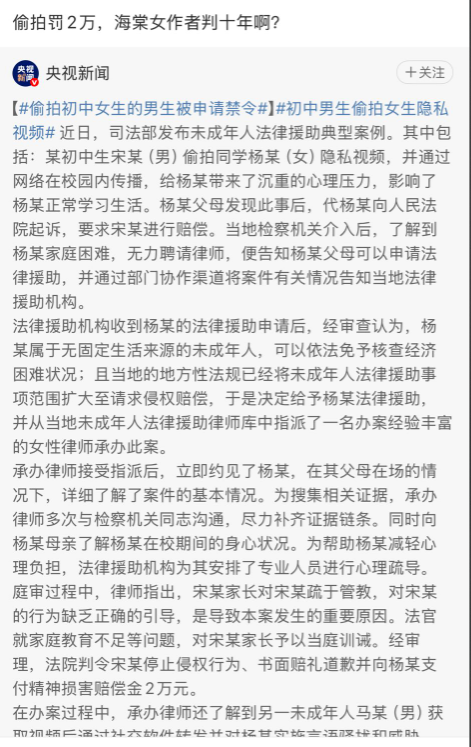 偷拍罚2万，海棠女作者判十年啊？
央视新闻
央视新闻
＋关注
【#偷拍初中女生的男生被申请禁令#】#初中男生偷拍女生隐私
视频# 近日，司法部发布未成年人法律援助典型案例。其中包
括：某初中生宋某（男）偷拍同学杨某（女）隐私视频，并通过
网络在校园内传播，给杨某带来了沉重的心理压力，影响了
杨某正常学习生活。杨某父母发现此事后，代杨某向人民法
院起诉，要求宋某进行赔偿。当地检察机关介入后，了解到
杨某家庭困难，无力聘请律师，便告知杨某父母可以申请法
律援助，并通过部门协作渠道将案件有关情况告知当地法律
援助机构。
法律援助机构收到杨某的法律援助申请后，经审查认为，杨
某属于无固定生活来源的未成年人，可以依法免予核查经济
困难状况；且当地的地方性法规已经将未成年人法律援助事
项范围扩大至请求侵权赔偿，于是决定给予杨某法律援助，
并从当地未成年人法律援助律师库中指派了一名办案经验丰富
的女性律师承办此案。
承办律师接受指派后，立即约见了杨某，在其父母在场的情
况下，详细了解了案件的基本情况。为搜集相关证据，承办
律师多次与检察机关同志沟通，尽力补齐证据链条。同时向
杨某母亲了解杨某在校期间的身心状况。为帮助杨某减轻心
理负担，法律援助机构为其安排了专业人员进行心理疏导。
庭审过程中，律师指出，宋某家长对宋某疏于管教，对宋某
的行为缺乏正确的引导，是导致本案发生的重要原因。法官
就家庭教育不足等问题，对宋某家长予以当庭训诫。经审
理，法院判令宋某停止侵权行为、书面赔礼道歉并向杨某支
付精神损害赔偿金2万元。
在办案过程中，承办律师还了解到另一未成年人马某（男）获
取视频后通过社交软件转发并对杨某实施言语骚扰和威胁